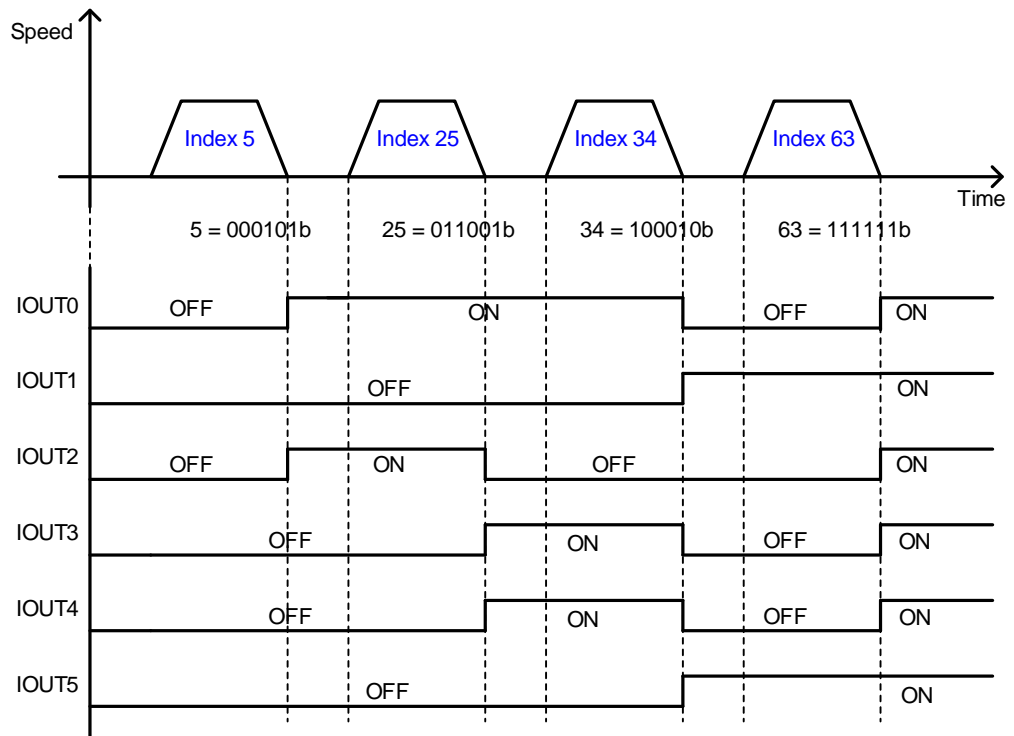 Speed
Index 5 Index 25 Index 34 Index 63
Time
5 = 000101b 25 = 011001b 34 = 100010b 63 = 111111b
IOUT0 OFF ON OFF ON
IOUT1 OFF ON
IOUT2 OFF ON OFF ON
IOUT3 OFF ON OFF ON
IOUT4 OFF ON OFF ON
IOUT5 OFF ON